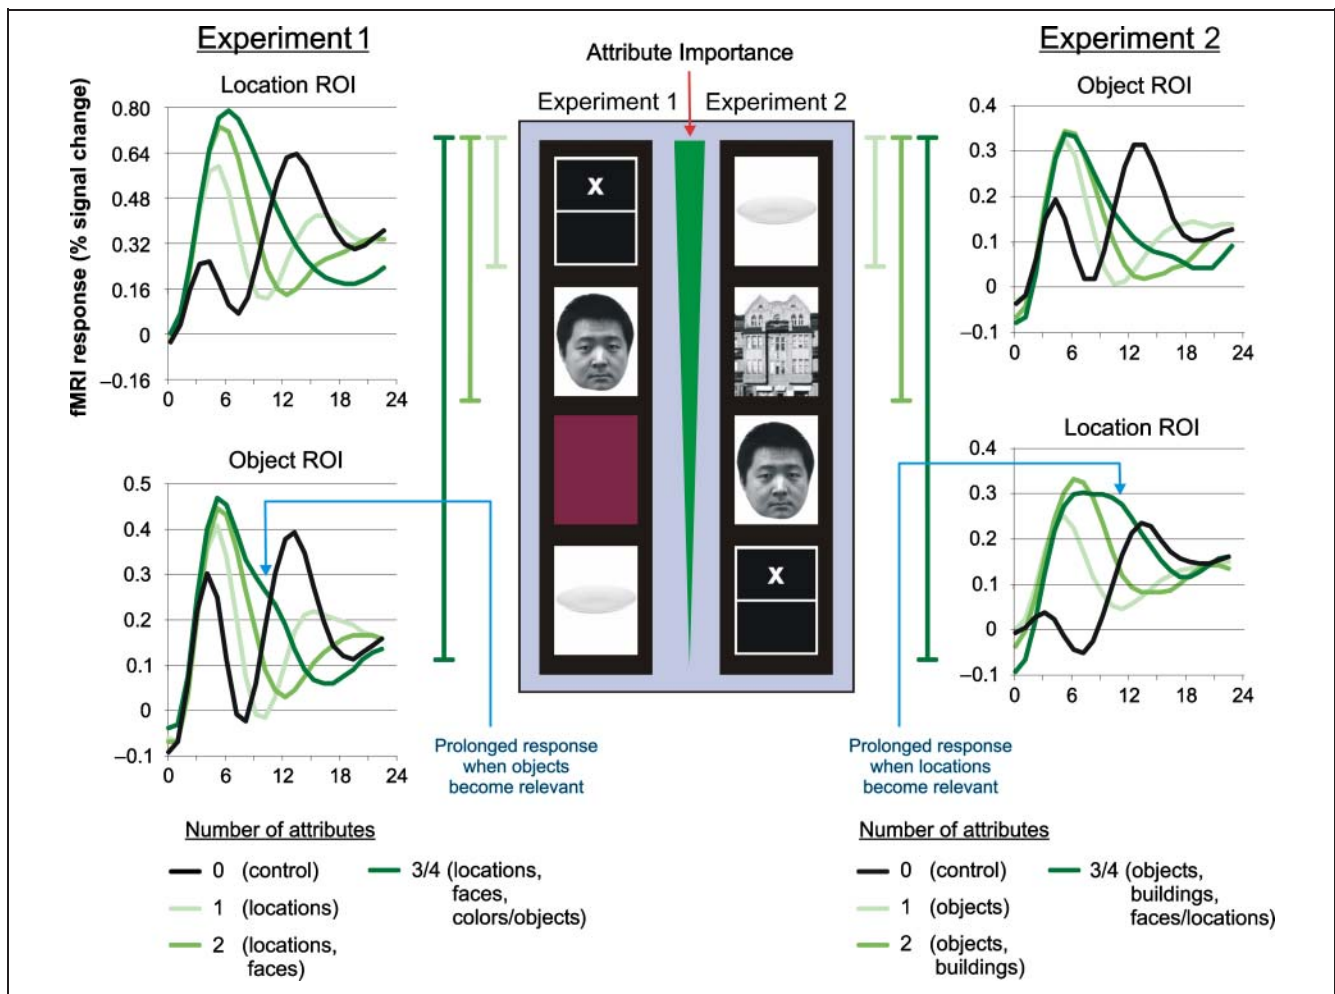 Experiment 1
Experiment 2
Attribute Importance
Experiment 1
Experiment 2
fMRI response (% signal change)
Location ROI
0.80
0.64
0.48
0.32
0.16
0
–0.16
0 6 12 18 24
Object ROI
0.5
0.4
0.3
0.2
0.1
0
–0.1
0 6 12 18 24
X
X
Object ROI
0.4
0.3
0.2
0.1
0
–0.1
0 6 12 18 24
Location ROI
0.4
0.3
0.2
0.1
0
–0.1
0 6 12 18 24
Prolonged response
when objects
become relevant
Prolonged response
when locations
become relevant
Number of attributes
0 (control)
1 (locations)
2 (locations,
faces)
3/4 (locations,
faces,
colors/objects)
Number of attributes
0 (control)
1 (objects)
2 (objects,
buildings)
3/4 (objects,
buildings,
faces/locations)